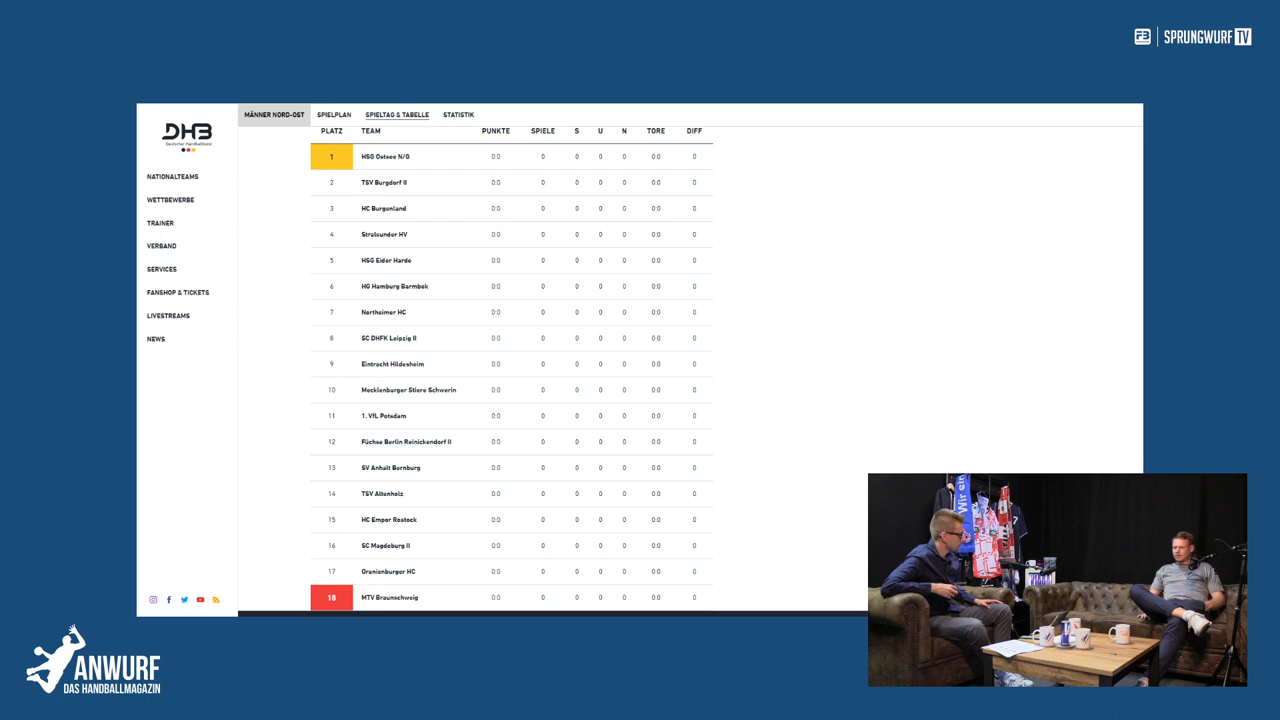 F3 SPRUNGWURF TV
DHB
Deutscher Handballbund
NATIONALTEAMS
WETTBEWERBE
TRAINER
VERBAND
SERVICES
FANSHOP & TICKETS
LIVESTREAMS
NEWS
MÄNNER NORD-OST SPIELPLAN SPIELTAG & TABELLE STATISTIK
PLATZ TEAM PUNKTE SPIELE S U N TORE DIFF
1 HSG Ostsee N/G 0:0 0 0 0 0 0:0 0
2 TSV Burgdorf II 0:0 0 0 0 0 0:0 0
3 HC Burgenland 0:0 0 0 0 0 0:0 0
4 Stralsunder HV 0:0 0 0 0 0 0:0 0
5 HSG Eider Harde 0:0 0 0 0 0 0:0 0
6 HG Hamburg Barmbek 0:0 0 0 0 0 0:0 0
7 Northeimer HC 0:0 0 0 0 0 0:0 0
8 SC DHFK Leipzig II 0:0 0 0 0 0 0:0 0
9 Eintracht Hildesheim 0:0 0 0 0 0 0:0 0
10 Mecklenburger Stiere Schwerin 0:0 0 0 0 0 0:0 0
11 1. VfL Potsdam 0:0 0 0 0 0 0:0 0
12 Füchse Berlin Reinickendorf II 0:0 0 0 0 0 0:0 0
13 SV Anhalt Bernburg 0:0 0 0 0 0 0:0 0
14 TSV Altenholz 0:0 0 0 0 0 0:0 0
15 HC Empor Rostock 0:0 0 0 0 0 0:0 0
16 SC Magdeburg II 0:0 0 0 0 0 0:0 0
17 Oranienburger HC 0:0 0 0 0 0 0:0 0
18 MTV Braunschweig 0:0 0 0 0 0 0:0 0
Wir ein
ANWURF
DAS HANDBALLMAGAZIN